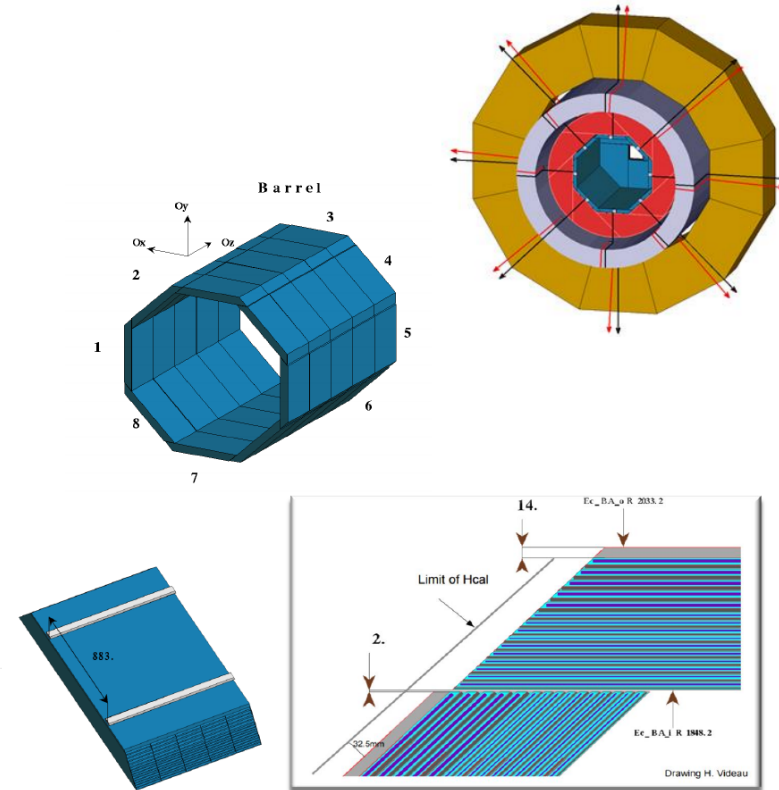 Barrel
Oy
Ox
Oz
3
2
4
1
5
6
8
7
883.
14.
Ec_BA_o R 2033.2
Limit of Hcal
2.
32.5mm
Ec_BA_i R 1848.2
Drawing H. Videau